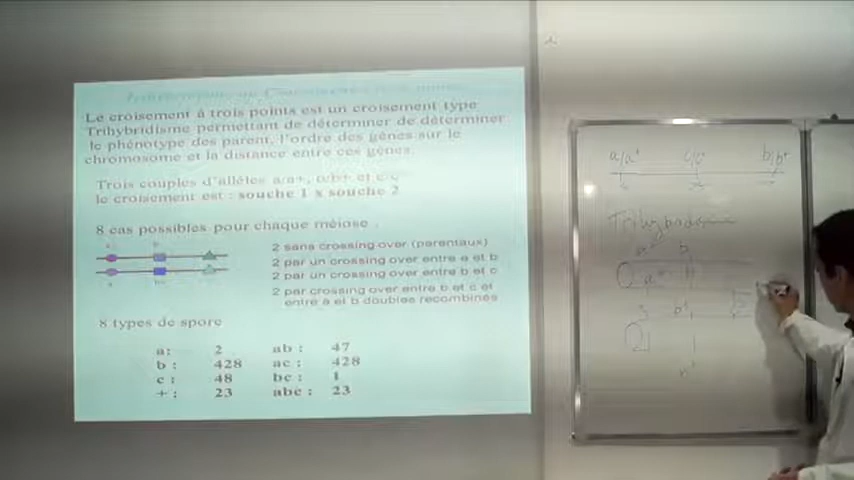 Le croisement à trois points est un croisement type
Trihybridisme permettant de déterminer de déterminer
le phénotype des parent, l'ordre des gènes sur le
chromosome et la distance entre ces gènes.
Trois couples d'allèles a/a+, b/b+ et c/c
le croisement est : souche 1 x souche 2
8 cas possibles pour chaque méiose .
2 sans crossing over (parentaux)
2 par un crossing over entre a et b
2 par un crossing over entre b et c
2 par crossing over entre b et c et
entre a et b doubles recombinés
8 types de spore
a: 2 ab : 47
b : 428 ac : 428
c : 48 bc : 1
+ : 23 abc : 23
a/a+ c/c+ b/b+